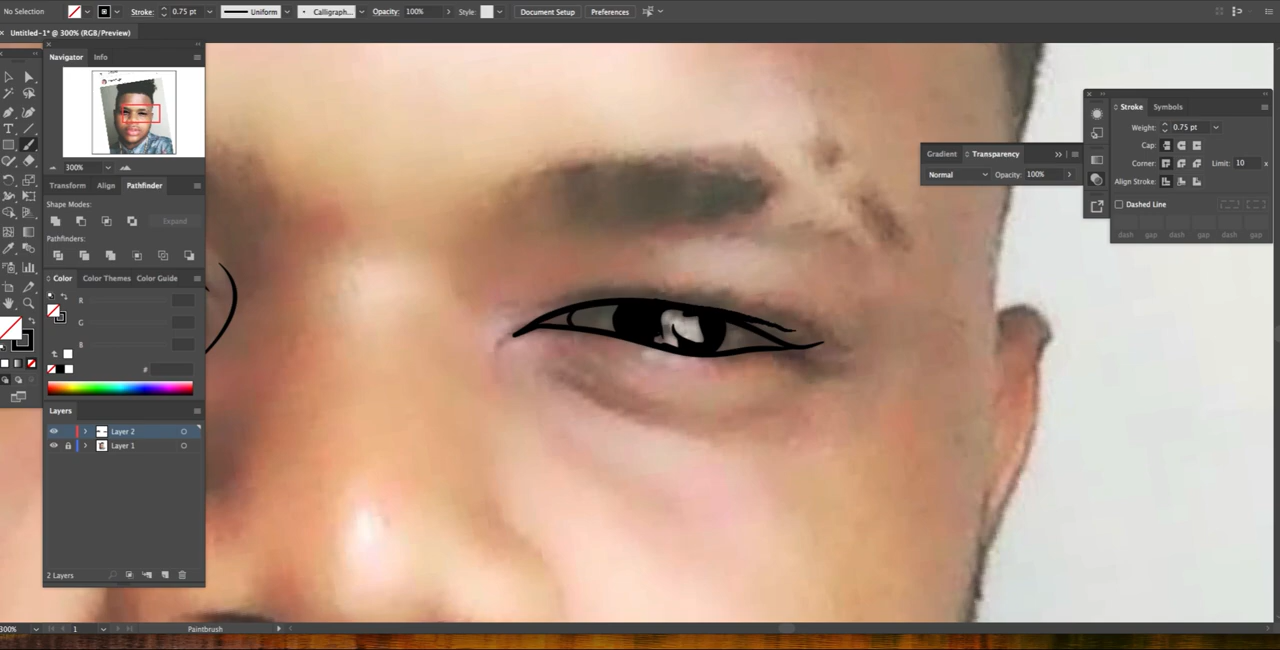 No Selection Stroke: 0.75 pt Uniform Calligraph... Opacity: 100% Style: Document Setup Preferences
Untitled-1* @ 300% (RGB/Preview)
Navigator Info
300%
Transform Align Pathfinder
Shape Modes:
Expand
Pathfinders:
Color Color Themes Color Guide
R
G
B
#
Layers
Layer 2
Layer 1
2 Layers
Gradient Transparency
Normal Opacity: 100%
Stroke Symbols
Weight: 0.75 pt
Cap:
Corner: Limit: 10 x
Align Stroke:
Dashed Line
dash gap dash gap dash gap
300% 1 Paintbrush